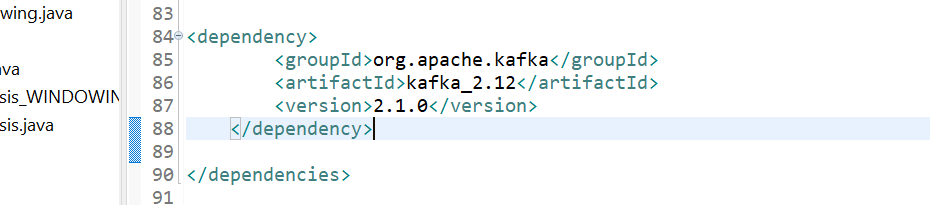 wing.java
va
sis_WINDOWIN
sis.java
83
84 <dependency>
85 <groupId>org.apache.kafka</groupId>
86 <artifactId>kafka_2.12</artifactId>
87 <version>2.1.0</version>
88 </dependency>
89
90 </dependencies>
91